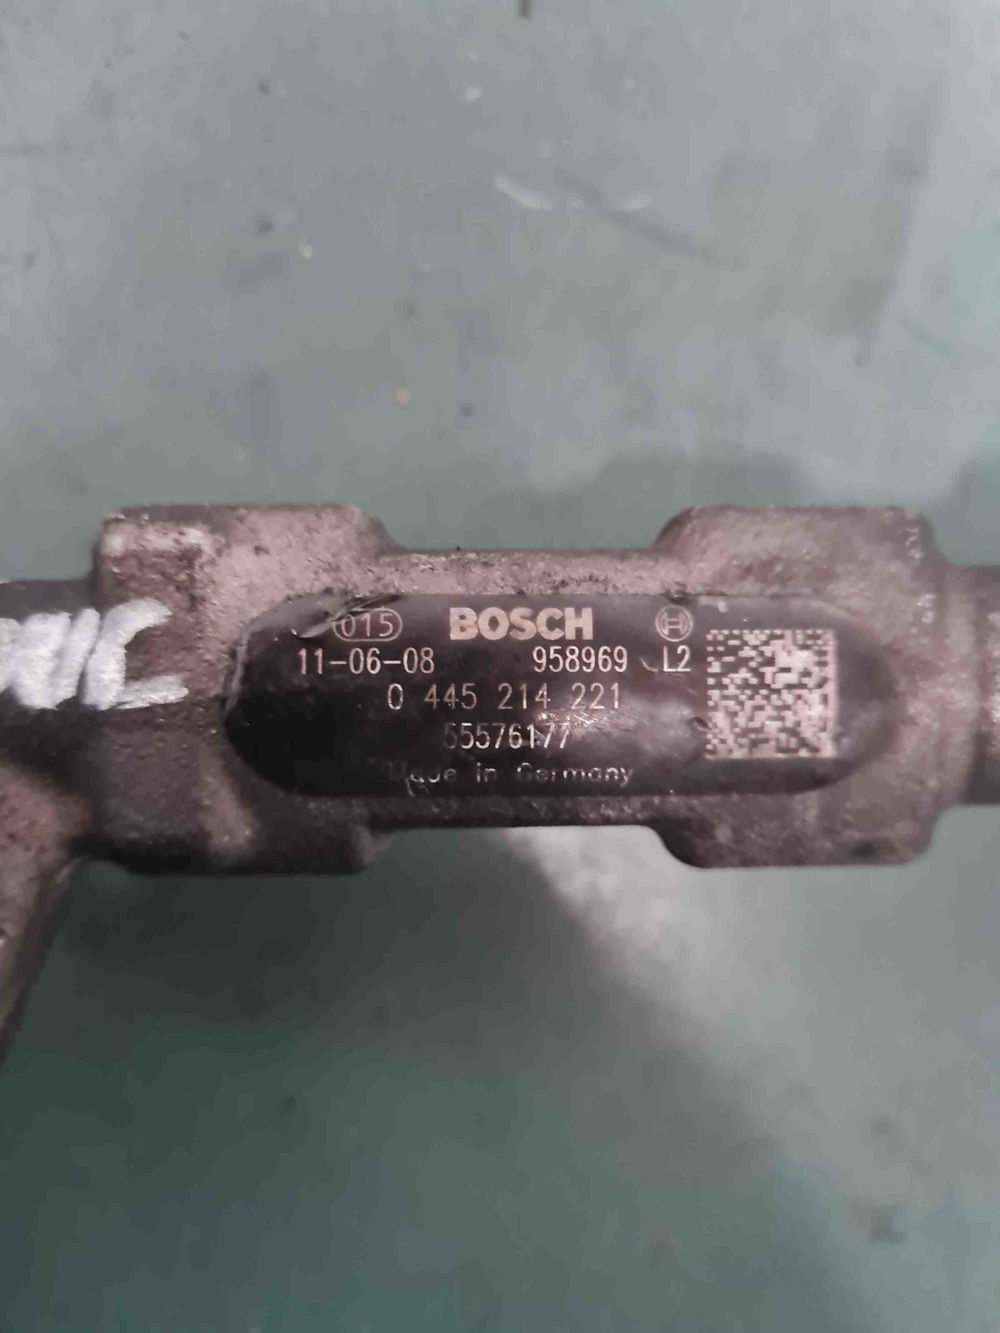 015 BOSCH
11-06-08 958969 L2
0 445 214 221
55576177
Made in Germany